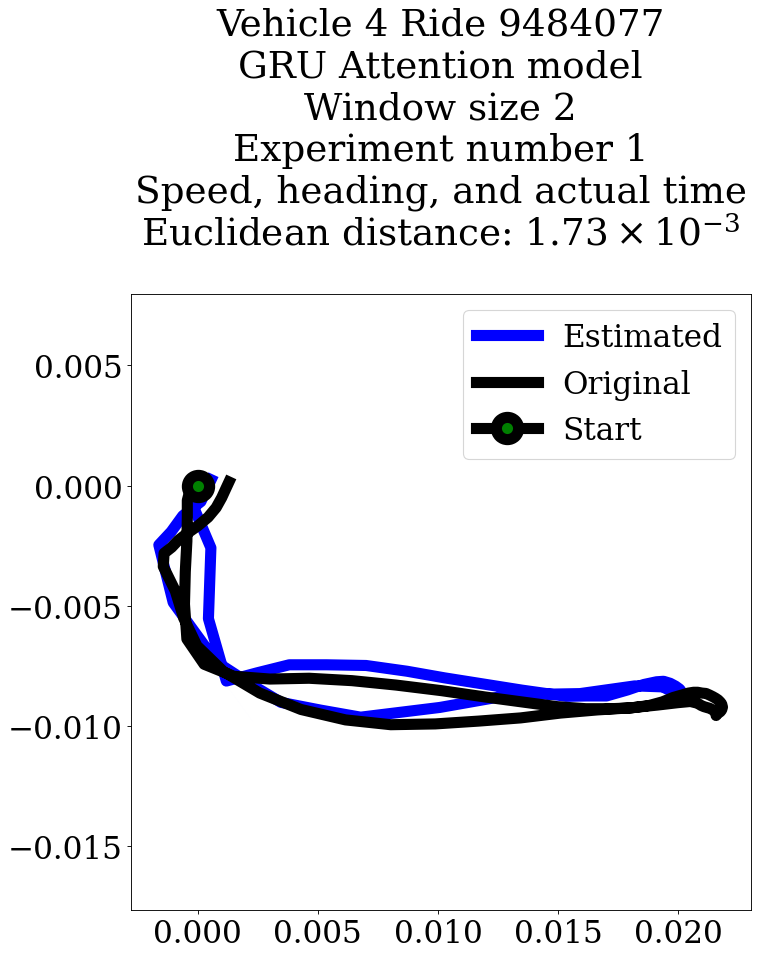 Vehicle 4 Ride 9484077
GRU Attention model
Window size 2
Experiment number 1
Speed, heading, and actual time
Euclidean distance: 1.73 × 10⁻³
Estimated
Original
Start
0.005
0.000
−0.005
−0.010
−0.015
0.000 0.005 0.010 0.015 0.020